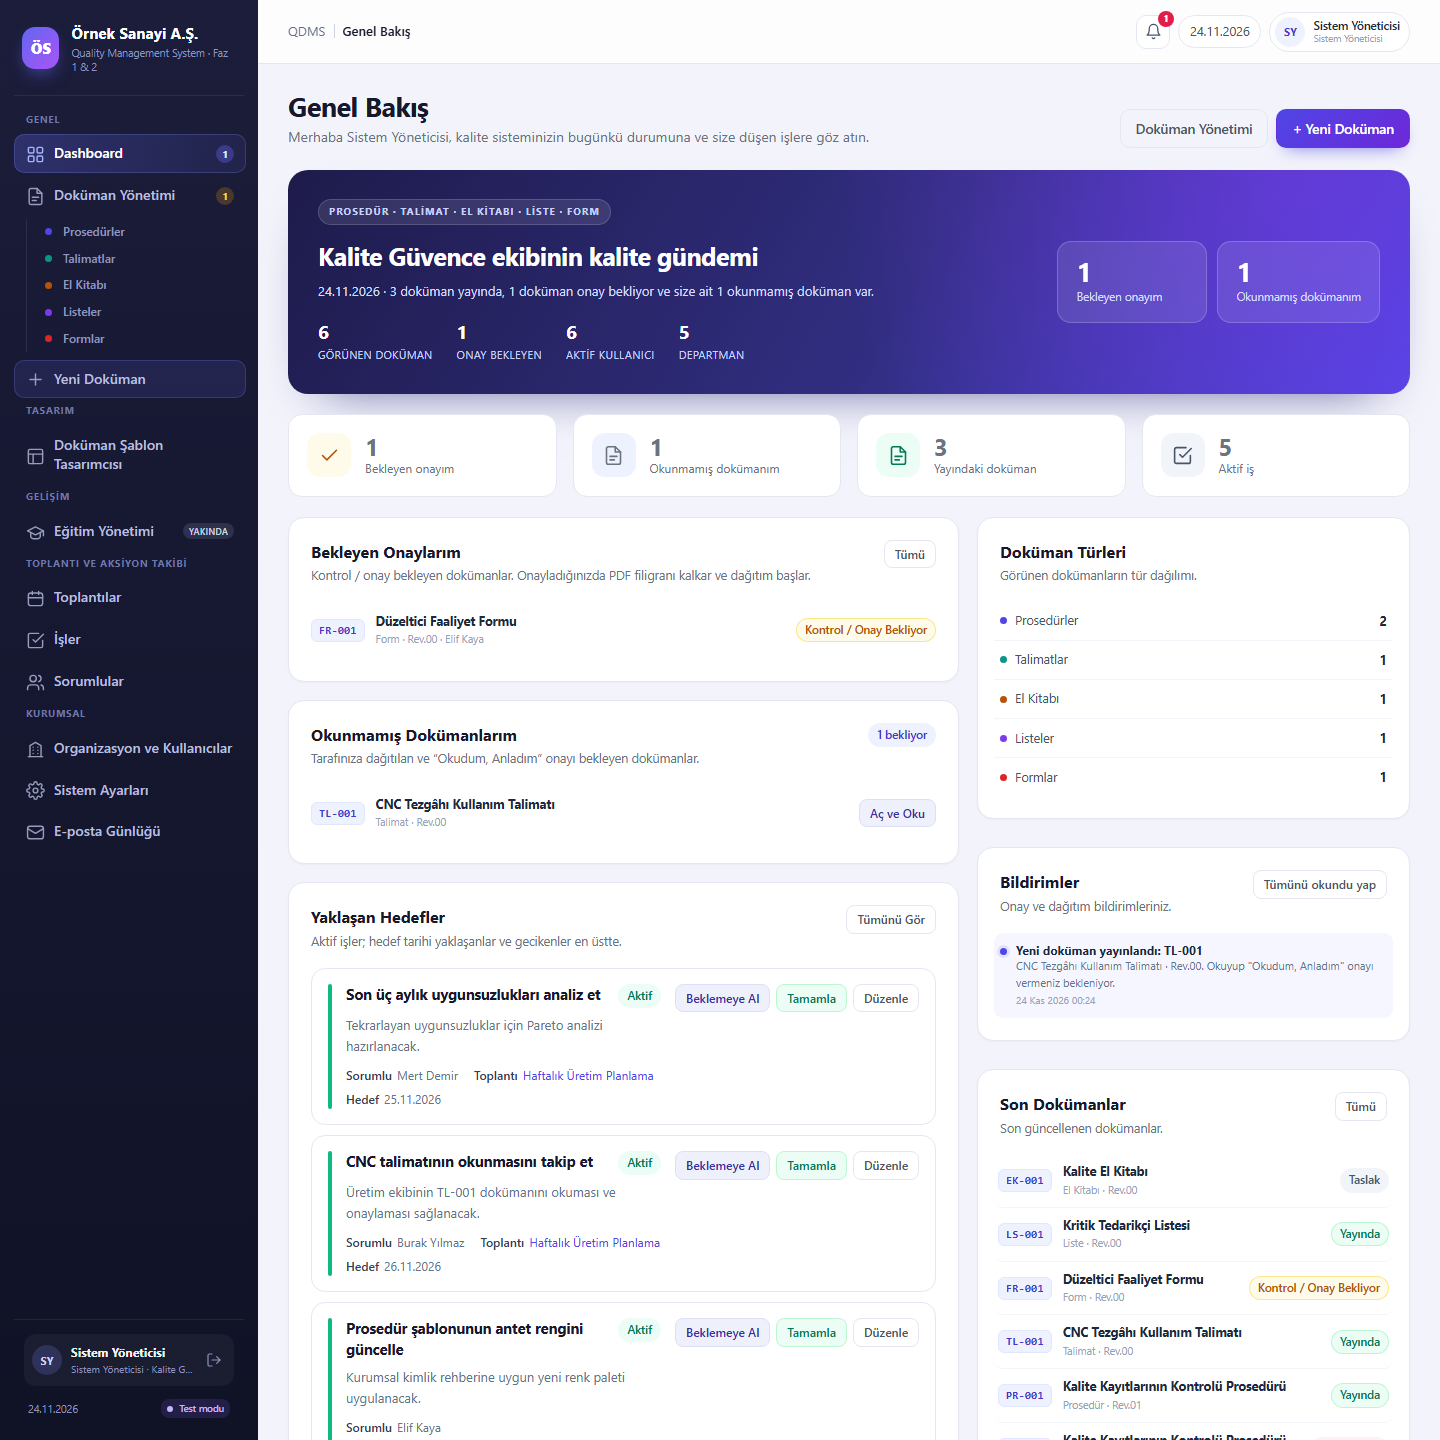 ÖS
Örnek Sanayi A.Ş.
Quality Management System · Faz
1 & 2
GENEL
Dashboard 1
Doküman Yönetimi 1
Prosedürler
Talimatlar
El Kitabı
Listeler
Formlar
Yeni Doküman
TASARIM
Doküman Şablon
Tasarımcısı
GELİŞİM
Eğitim Yönetimi YAKINDA
TOPLANTI VE AKSİYON TAKİBİ
Toplantılar
İşler
Sorumlular
KURUMSAL
Organizasyon ve Kullanıcılar
Sistem Ayarları
E-posta Günlüğü
SY
Sistem Yöneticisi
Sistem Yöneticisi · Kalite G...
24.11.2026 Test modu
QDMS Genel Bakış
1
24.11.2026
SY
Sistem Yöneticisi
Sistem Yöneticisi
Genel Bakış
Merhaba Sistem Yöneticisi, kalite sisteminizin bugünkü durumuna ve size düşen işlere göz atın.
Doküman Yönetimi
+ Yeni Doküman
PROSEDÜR · TALİMAT · EL KİTABI · LİSTE · FORM
Kalite Güvence ekibinin kalite gündemi
24.11.2026 · 3 doküman yayında, 1 doküman onay bekliyor ve size ait 1 okunmamış doküman var.
6 1 6 5
GÖRÜNEN DOKÜMAN ONAY BEKLEYEN AKTİF KULLANICI DEPARTMAN
1
Bekleyen onayım
1
Okunmamış dokümanım
1
Bekleyen onayım
1
Okunmamış dokümanım
3
Yayındaki doküman
5
Aktif iş
Bekleyen Onaylarım
Tümü
Kontrol / onay bekleyen dokümanlar. Onayladığınızda PDF filigranı kalkar ve dağıtım başlar.
FR-001
Düzeltici Faaliyet Formu
Form · Rev.00 · Elif Kaya
Kontrol / Onay Bekliyor
Okunmamış Dokümanlarım
1 bekliyor
Tarafınıza dağıtılan ve "Okudum, Anladım" onayı bekleyen dokümanlar.
TL-001
CNC Tezgâhı Kullanım Talimatı
Talimat · Rev.00
Aç ve Oku
Yaklaşan Hedefler
Tümünü Gör
Aktif işler; hedef tarihi yaklaşanlar ve gecikenler en üstte.
Son üç aylık uygunsuzlukları analiz et Aktif Beklemeye Al Tamamla Düzenle
Tekrarlayan uygunsuzluklar için Pareto analizi
hazırlanacak.
Sorumlu Mert Demir Toplantı Haftalık Üretim Planlama
Hedef 25.11.2026
CNC talimatının okunmasını takip et Aktif Beklemeye Al Tamamla Düzenle
Üretim ekibinin TL-001 dokümanını okuması ve
onaylaması sağlanacak.
Sorumlu Burak Yılmaz Toplantı Haftalık Üretim Planlama
Hedef 26.11.2026
Prosedür şablonunun antet rengini
güncelle
Aktif Beklemeye Al Tamamla Düzenle
Kurumsal kimlik rehberine uygun yeni renk paleti
uygulanacak.
Sorumlu Elif Kaya
Doküman Türleri
Görünen dokümanların tür dağılımı.
Prosedürler 2
Talimatlar 1
El Kitabı 1
Listeler 1
Formlar 1
Bildirimler
Tümünü okundu yap
Onay ve dağıtım bildirimleriniz.
Yeni doküman yayınlandı: TL-001
CNC Tezgâhı Kullanım Talimatı · Rev.00. Okuyup "Okudum, Anladım" onayı
vermeniz bekleniyor.
24 Kas 2026 00:24
Son Dokümanlar
Tümü
Son güncellenen dokümanlar.
EK-001
Kalite El Kitabı
El Kitabı · Rev.00
Taslak
LS-001
Kritik Tedarikçi Listesi
Liste · Rev.00
Yayında
FR-001
Düzeltici Faaliyet Formu
Form · Rev.00
Kontrol / Onay Bekliyor
TL-001
CNC Tezgâhı Kullanım Talimatı
Talimat · Rev.00
Yayında
PR-001
Kalite Kayıtlarının Kontrolü Prosedürü
Prosedür · Rev.01
Yayında
Kalite Kayıtlarının Kontrolü Prosedürü